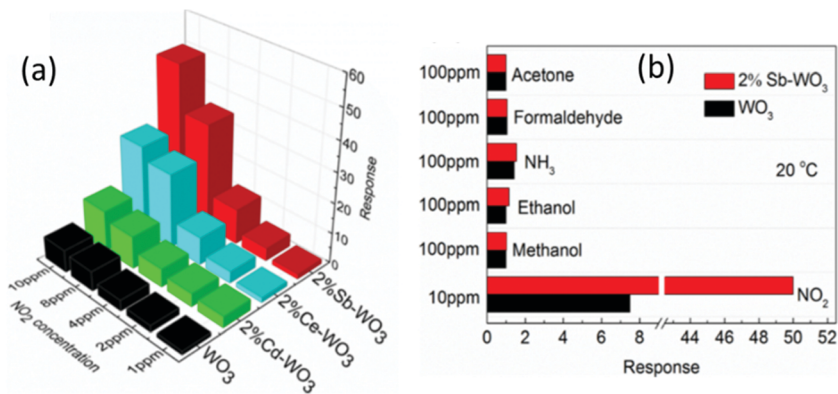 (a)
60
50
40
30
20
10
0
Response
10ppm
8ppm
4ppm
2ppm
1ppm
NO2 concentration
WO3
2%Cd-WO3
2%Ce-WO3
2%Sb-WO3
(b)
2% Sb-WO3
WO3
20 °C
100ppm Acetone
100ppm Formaldehyde
100ppm NH3
100ppm Ethanol
100ppm Methanol
10ppm NO2
0 2 4 6 8 44 46 48 50 52
Response